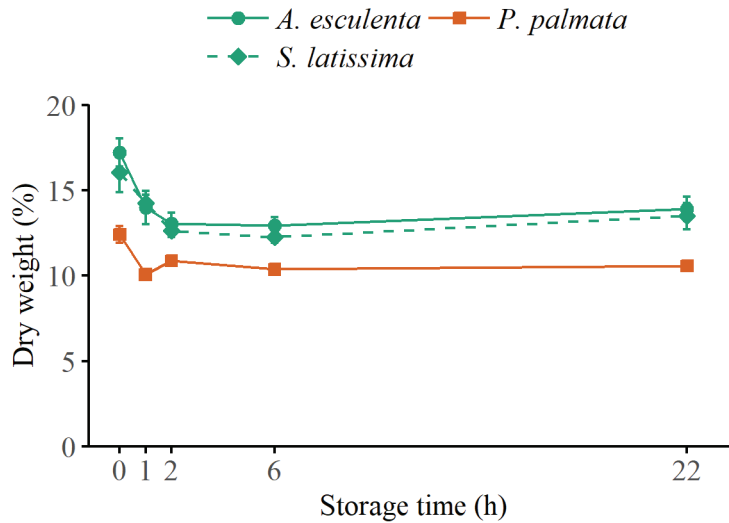 A. esculenta P. palmata
S. latissima
20
15
10
5
0
Dry weight (%)
0 1 2 6 22
Storage time (h)